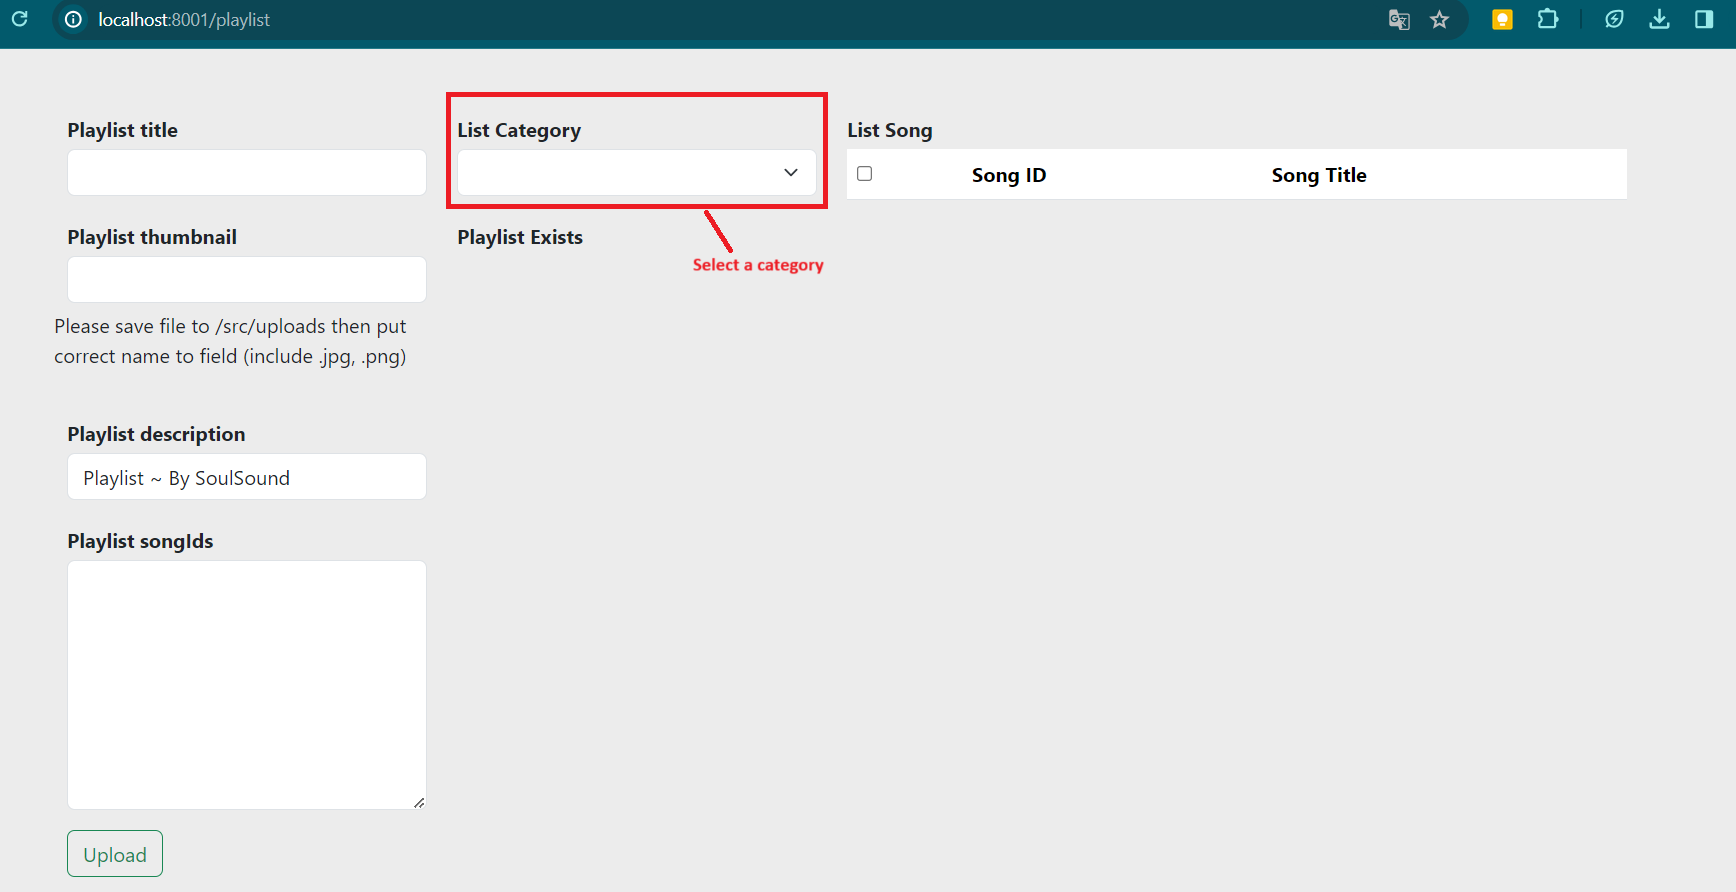 localhost:8001/playlist
Playlist title
List Category
List Song
Song ID
Song Title
Playlist thumbnail
Playlist Exists
Select a category
Please save file to /src/uploads then put
correct name to field (include .jpg, .png)
Playlist description
Playlist ~ By SoulSound
Playlist songIds
Upload